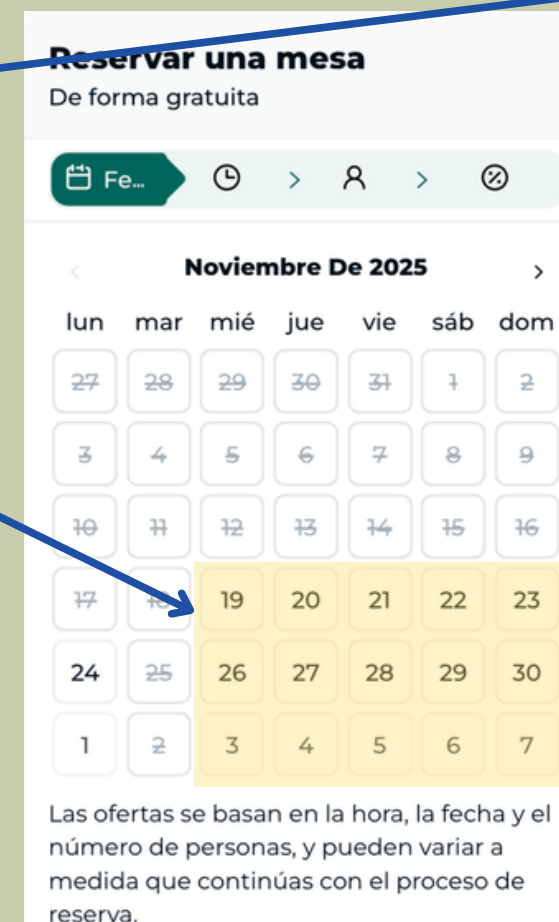 Reservar una mesa
De forma gratuita
Fe...
Noviembre De 2025
lun mar mié jue vie sáb dom
27 28 29 30 31 1 2
3 4 5 6 7 8 9
10 11 12 13 14 15 16
17 18 19 20 21 22 23
24 25 26 27 28 29 30
1 2 3 4 5 6 7
Las ofertas se basan en la hora, la fecha y el
número de personas, y pueden variar a
medida que continúas con el proceso de
reserva.